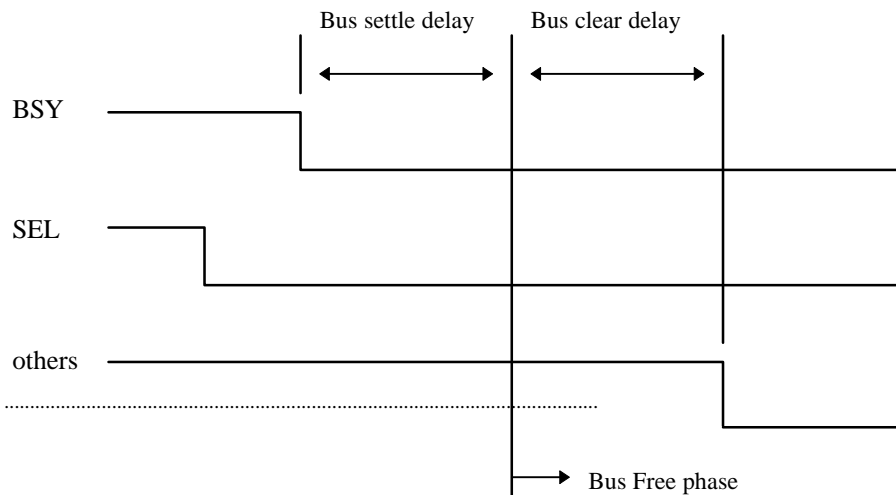 Bus settle delay
Bus clear delay
BSY
SEL
others
Bus Free phase